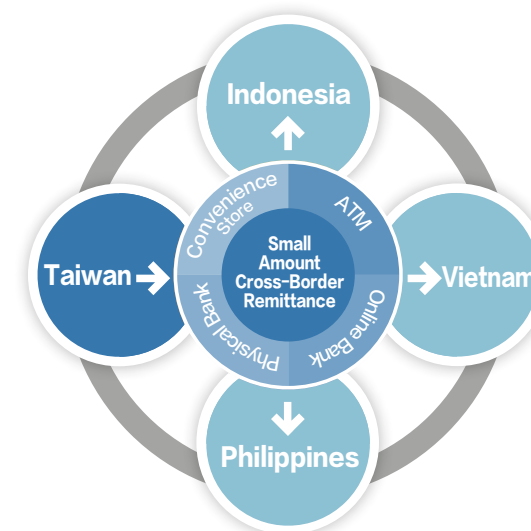 Indonesia
Convenience
Store
ATM
Taiwan
Small
Amount
Cross-Border
Remittance
Vietnam
Physical Bank
Online Bank
Philippines